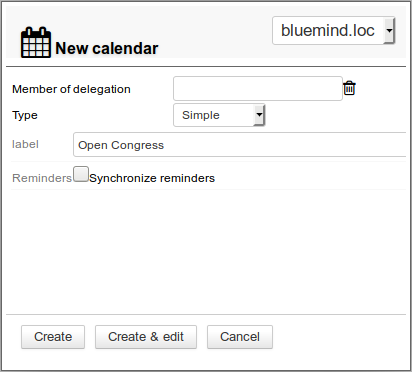 bluemind.loc
New calendar
Member of delegation
Type Simple
label Open Congress
Reminders Synchronize reminders
Create Create & edit Cancel